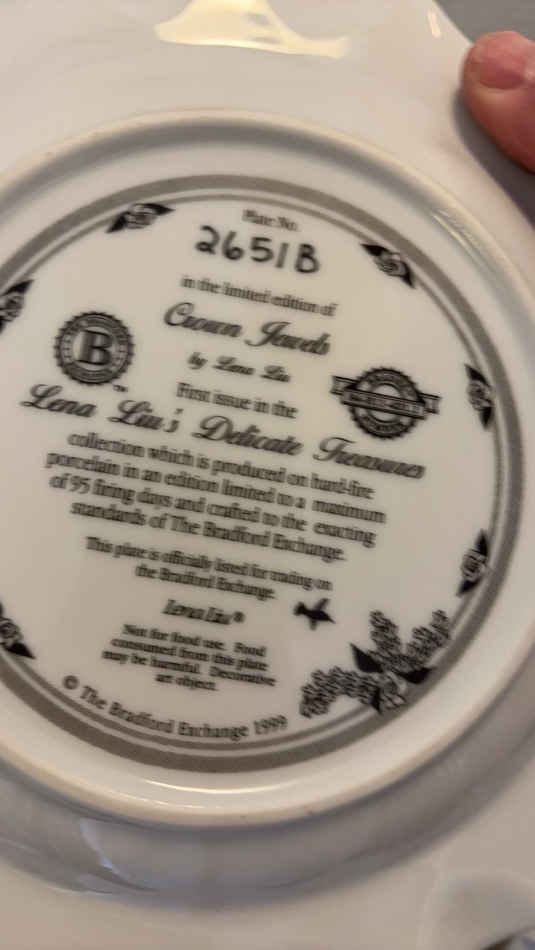 Plate No.
2651B
in the limited edition of
Crown Jewels
by Lena Liu
B
First issue in the
Lena Liu's Delicate Treasures
collection which is produced on hard-fire
porcelain in an edition limited to a maximum
of 95 firing days and crafted to the exacting
standards of The Bradford Exchange.
This plate is officially listed for trading on
the Bradford Exchange.
Lena Liu®
Not for food use. Food
consumed from this plate
may be harmful. Decorative
art object.
© The Bradford Exchange 1999